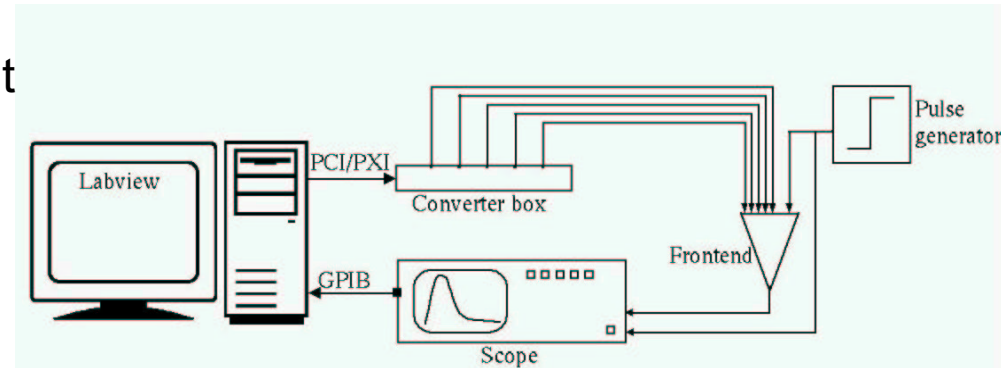 t
Labview
PCI/PXI
Converter box
Pulse
generator
Frontend
GPIB
Scope